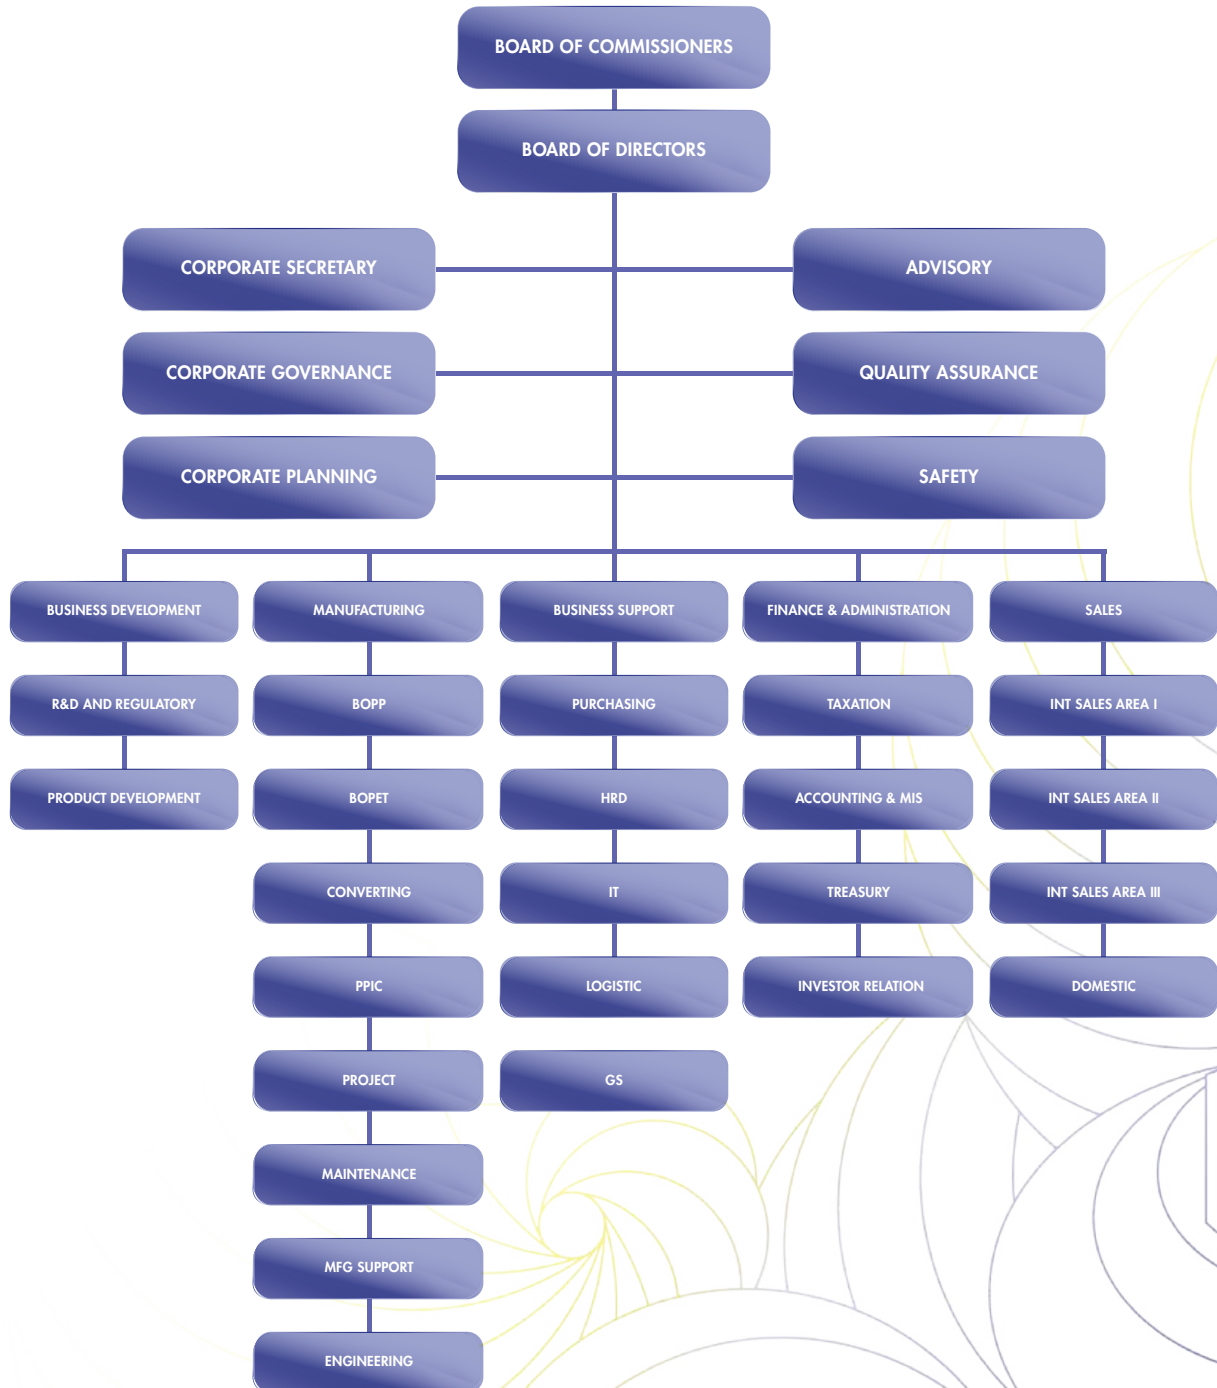 BOARD OF COMMISSIONERS
BOARD OF DIRECTORS
CORPORATE SECRETARY
ADVISORY
CORPORATE GOVERNANCE
QUALITY ASSURANCE
CORPORATE PLANNING
SAFETY
BUSINESS DEVELOPMENT
MANUFACTURING
BUSINESS SUPPORT
FINANCE & ADMINISTRATION
SALES
R&D AND REGULATORY
BOPP
PURCHASING
TAXATION
INT SALES AREA I
PRODUCT DEVELOPMENT
BOPET
HRD
ACCOUNTING & MIS
INT SALES AREA II
CONVERTING
IT
TREASURY
INT SALES AREA III
PPIC
LOGISTIC
INVESTOR RELATION
DOMESTIC
PROJECT
GS
MAINTENANCE
MFG SUPPORT
ENGINEERING